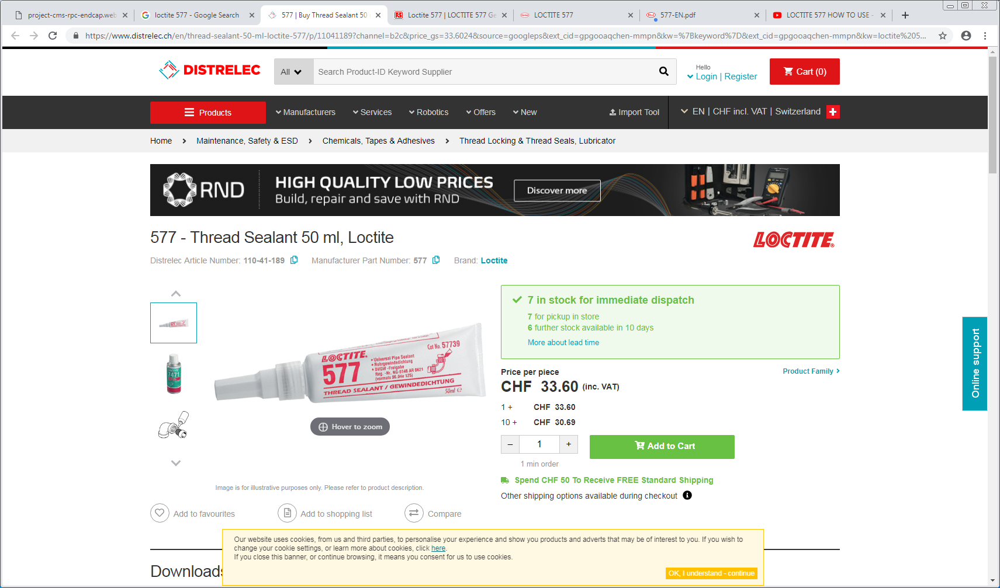 project-cms-rpc-endcap.web
loctite 577 - Google Search
577 | Buy Thread Sealant 50
Loctite 577 | LOCTITE 577 Ge
LOCTITE 577
577-EN.pdf
LOCTITE 577 HOW TO USE -
https://www.distrelec.ch/en/thread-sealant-50-ml-loctite-577/p/11041189?channel=b2c&price_gs=33.6024&source=googleps&ext_cid=gpgooaqchen-mmpn&kw=%7Bkeyword%7D&ext_cid=gpgooaqchen-mmpn&kw=loctite%205...
DISTRELEC
All
Search Product-ID Keyword Supplier
Hello
Login | Register
Cart (0)
Products
Manufacturers
Services
Robotics
Offers
New
Import Tool
EN | CHF incl. VAT | Switzerland
Home
Maintenance, Safety & ESD
Chemicals, Tapes & Adhesives
Thread Locking & Thread Seals, Lubricator
RND
HIGH QUALITY LOW PRICES
Build, repair and save with RND
Discover more
577 - Thread Sealant 50 ml, Loctite
LOCTITE®
Distrelec Article Number: 110-41-189
Manufacturer Part Number: 577
Brand: Loctite
LOCTITE
7471
LOCTITE.
577
Cat No. 57739
• Universal Pipe Sealant
• Rohrgewindedichtung
• DVGW-Freigabe
Reg.-Nr. NG-5146 AR 0621
(vormals 06.04e 125)
THREAD SEALANT / GEWINDEDICHTUNG
50ml e
Hover to zoom
Image is for illustrative purposes only. Please refer to product description.
Add to favourites
Add to shopping list
Compare
7 in stock for immediate dispatch
7 for pickup in store
6 further stock available in 10 days
More about lead time
Price per piece
Product Family
CHF 33.60 (inc. VAT)
1 + CHF 33.60
10 + CHF 30.69
– 1 +
Add to Cart
1 min order
Spend CHF 50 To Receive FREE Standard Shipping
Other shipping options available during checkout
Online support
Downloads
Our website uses cookies, from us and third parties, to personalise your experience and show you products and adverts that may be of interest to you. If you wish to
change your cookie settings, or learn more about cookies, click here.
If you close this banner, or continue browsing, it means you consent for us to use cookies.
OK, I understand - continue